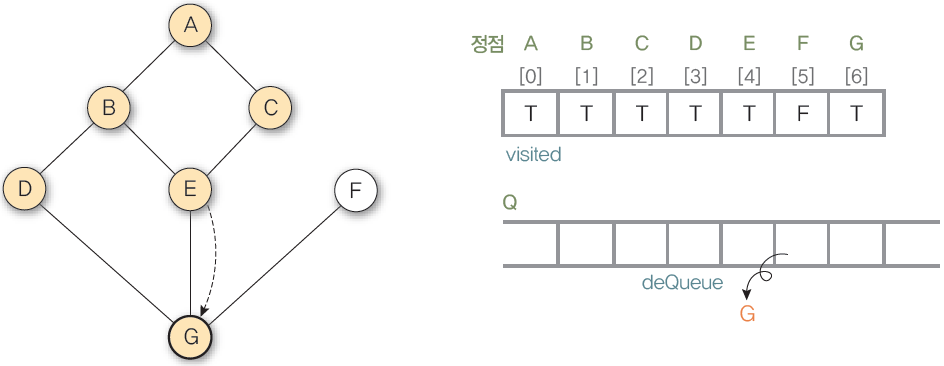 A
B
C
D
E
F
G
정점 A B C D E F G
[0] [1] [2] [3] [4] [5] [6]
T T T T T F T
visited
Q
deQueue
G